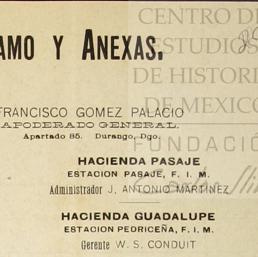 CENTRO DE
ESTUDIOS
DE HISTORI
DE MEXICO
FUNDACIÓ
AMO Y ANEXAS.
FRANCISCO GOMEZ PALACIO
APODERADO GENERAL.
Apartado 85. Durango, Dgo.
HACIENDA PASAJE
ESTACION PASAJE, F. I. M.
Administrador J, ANTONIO MARTINEZ
HACIENDA GUADALUPE
ESTACION PEDRICEÑA, F. I. M.
Gerente W. S. CONDUIT